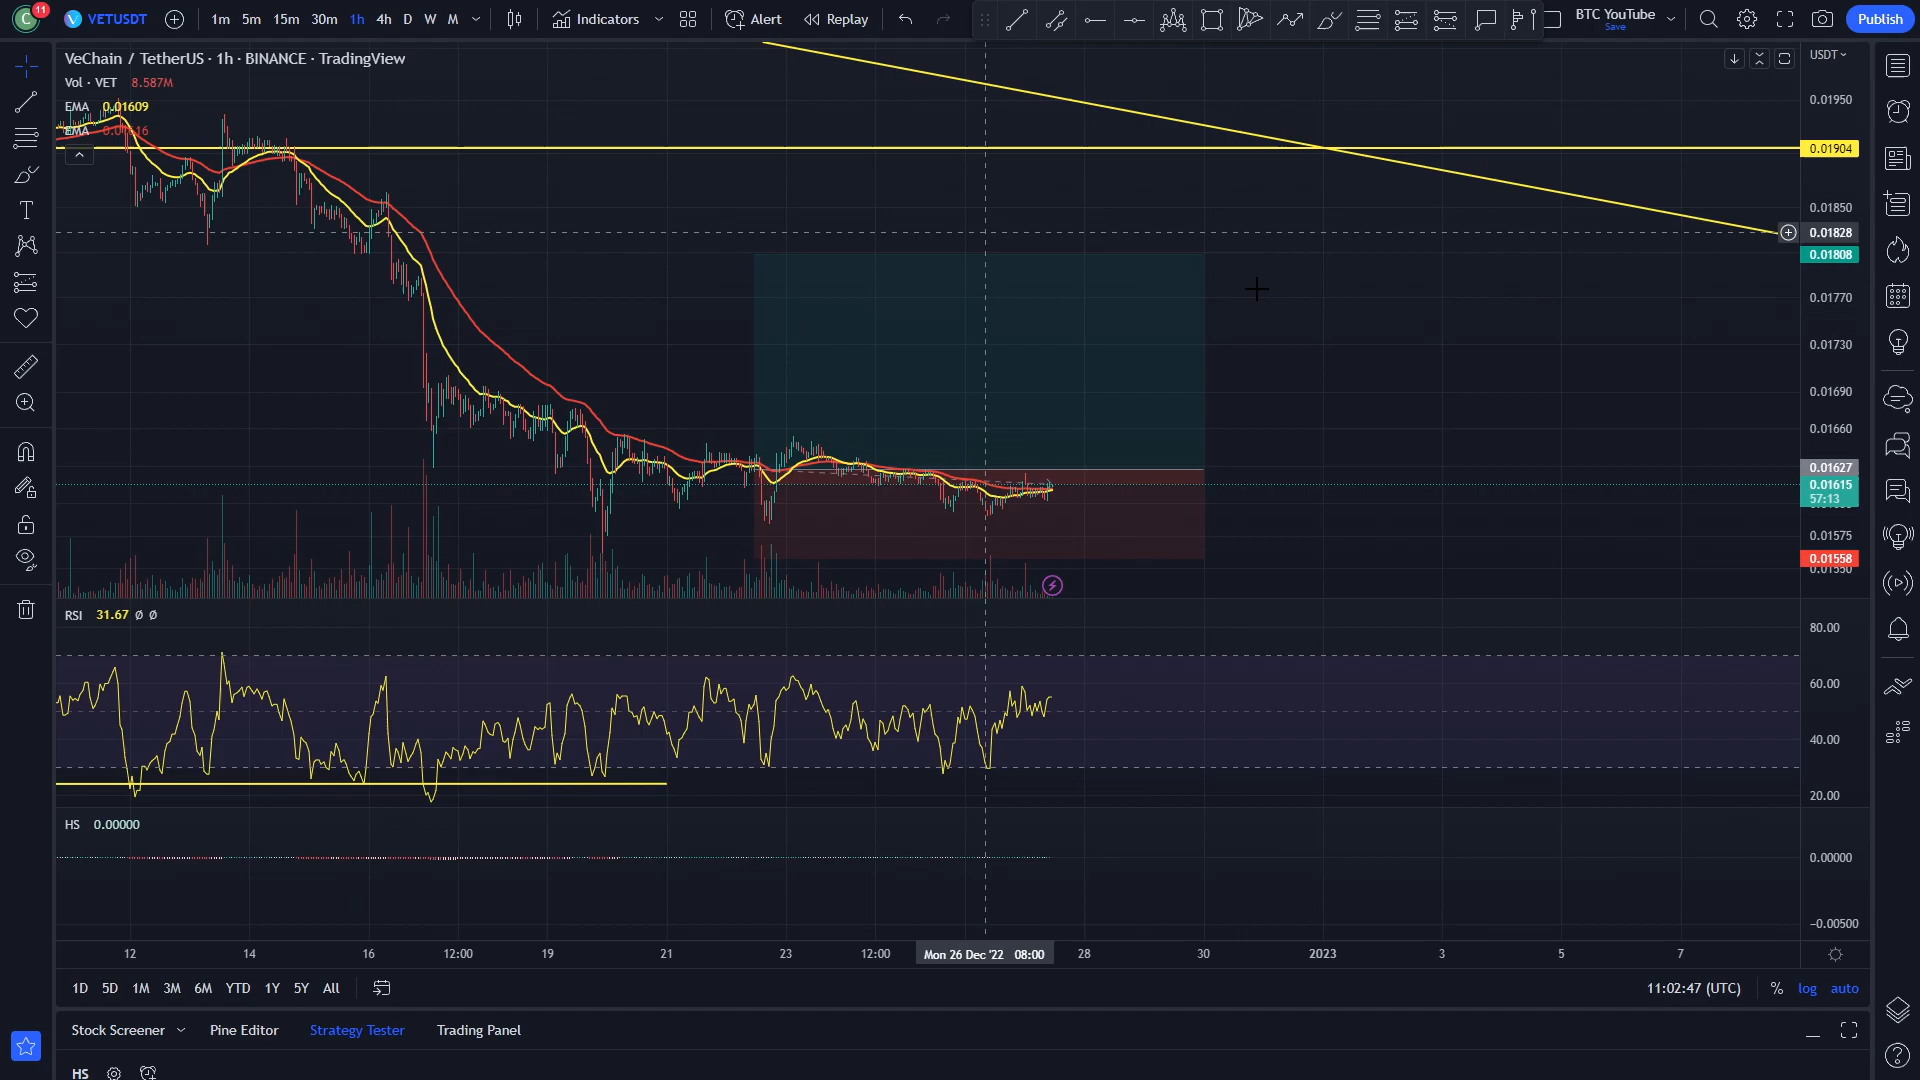 C 11 VETUSDT 1m 5m 15m 30m 1h 4h D W M Indicators Alert Replay BTC YouTube Save Publish
VeChain / TetherUS · 1h · BINANCE · TradingView
USDT
Vol · VET 8.587M
EMA 0.01609
EMA 0.01616
0.01950
0.01904
0.01850
0.01828
0.01808
0.01770
0.01730
0.01690
0.01660
0.01627
0.01615
57:13
0.01575
0.01558
0.01550
RSI 31.67 Ø Ø
80.00
60.00
40.00
20.00
HS 0.00000
0.00000
−0.00500
12 14 16 12:00 19 21 23 12:00 Mon 26 Dec '22 08:00 28 30 2023 3 5 7
1D 5D 1M 3M 6M YTD 1Y 5Y All 11:02:47 (UTC) % log auto
Stock Screener Pine Editor Strategy Tester Trading Panel
HS